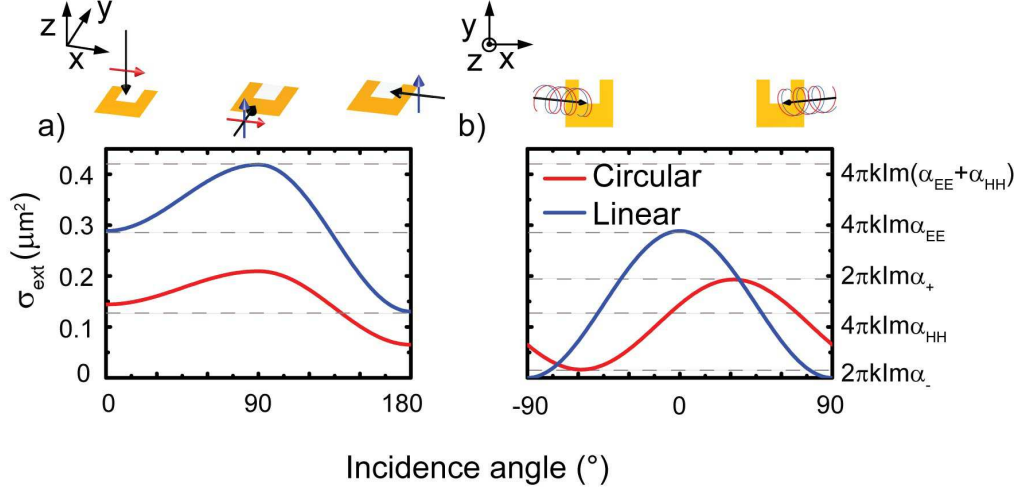 z y x
y z x
a)
b)
0.4
0.3
0.2
0.1
0
σext (μm²)
0 90 180
Circular
Linear
4πkIm(αEE+αHH)
4πkImαEE
2πkImα+
4πkImαHH
2πkImα-
-90 0 90
Incidence angle (°)